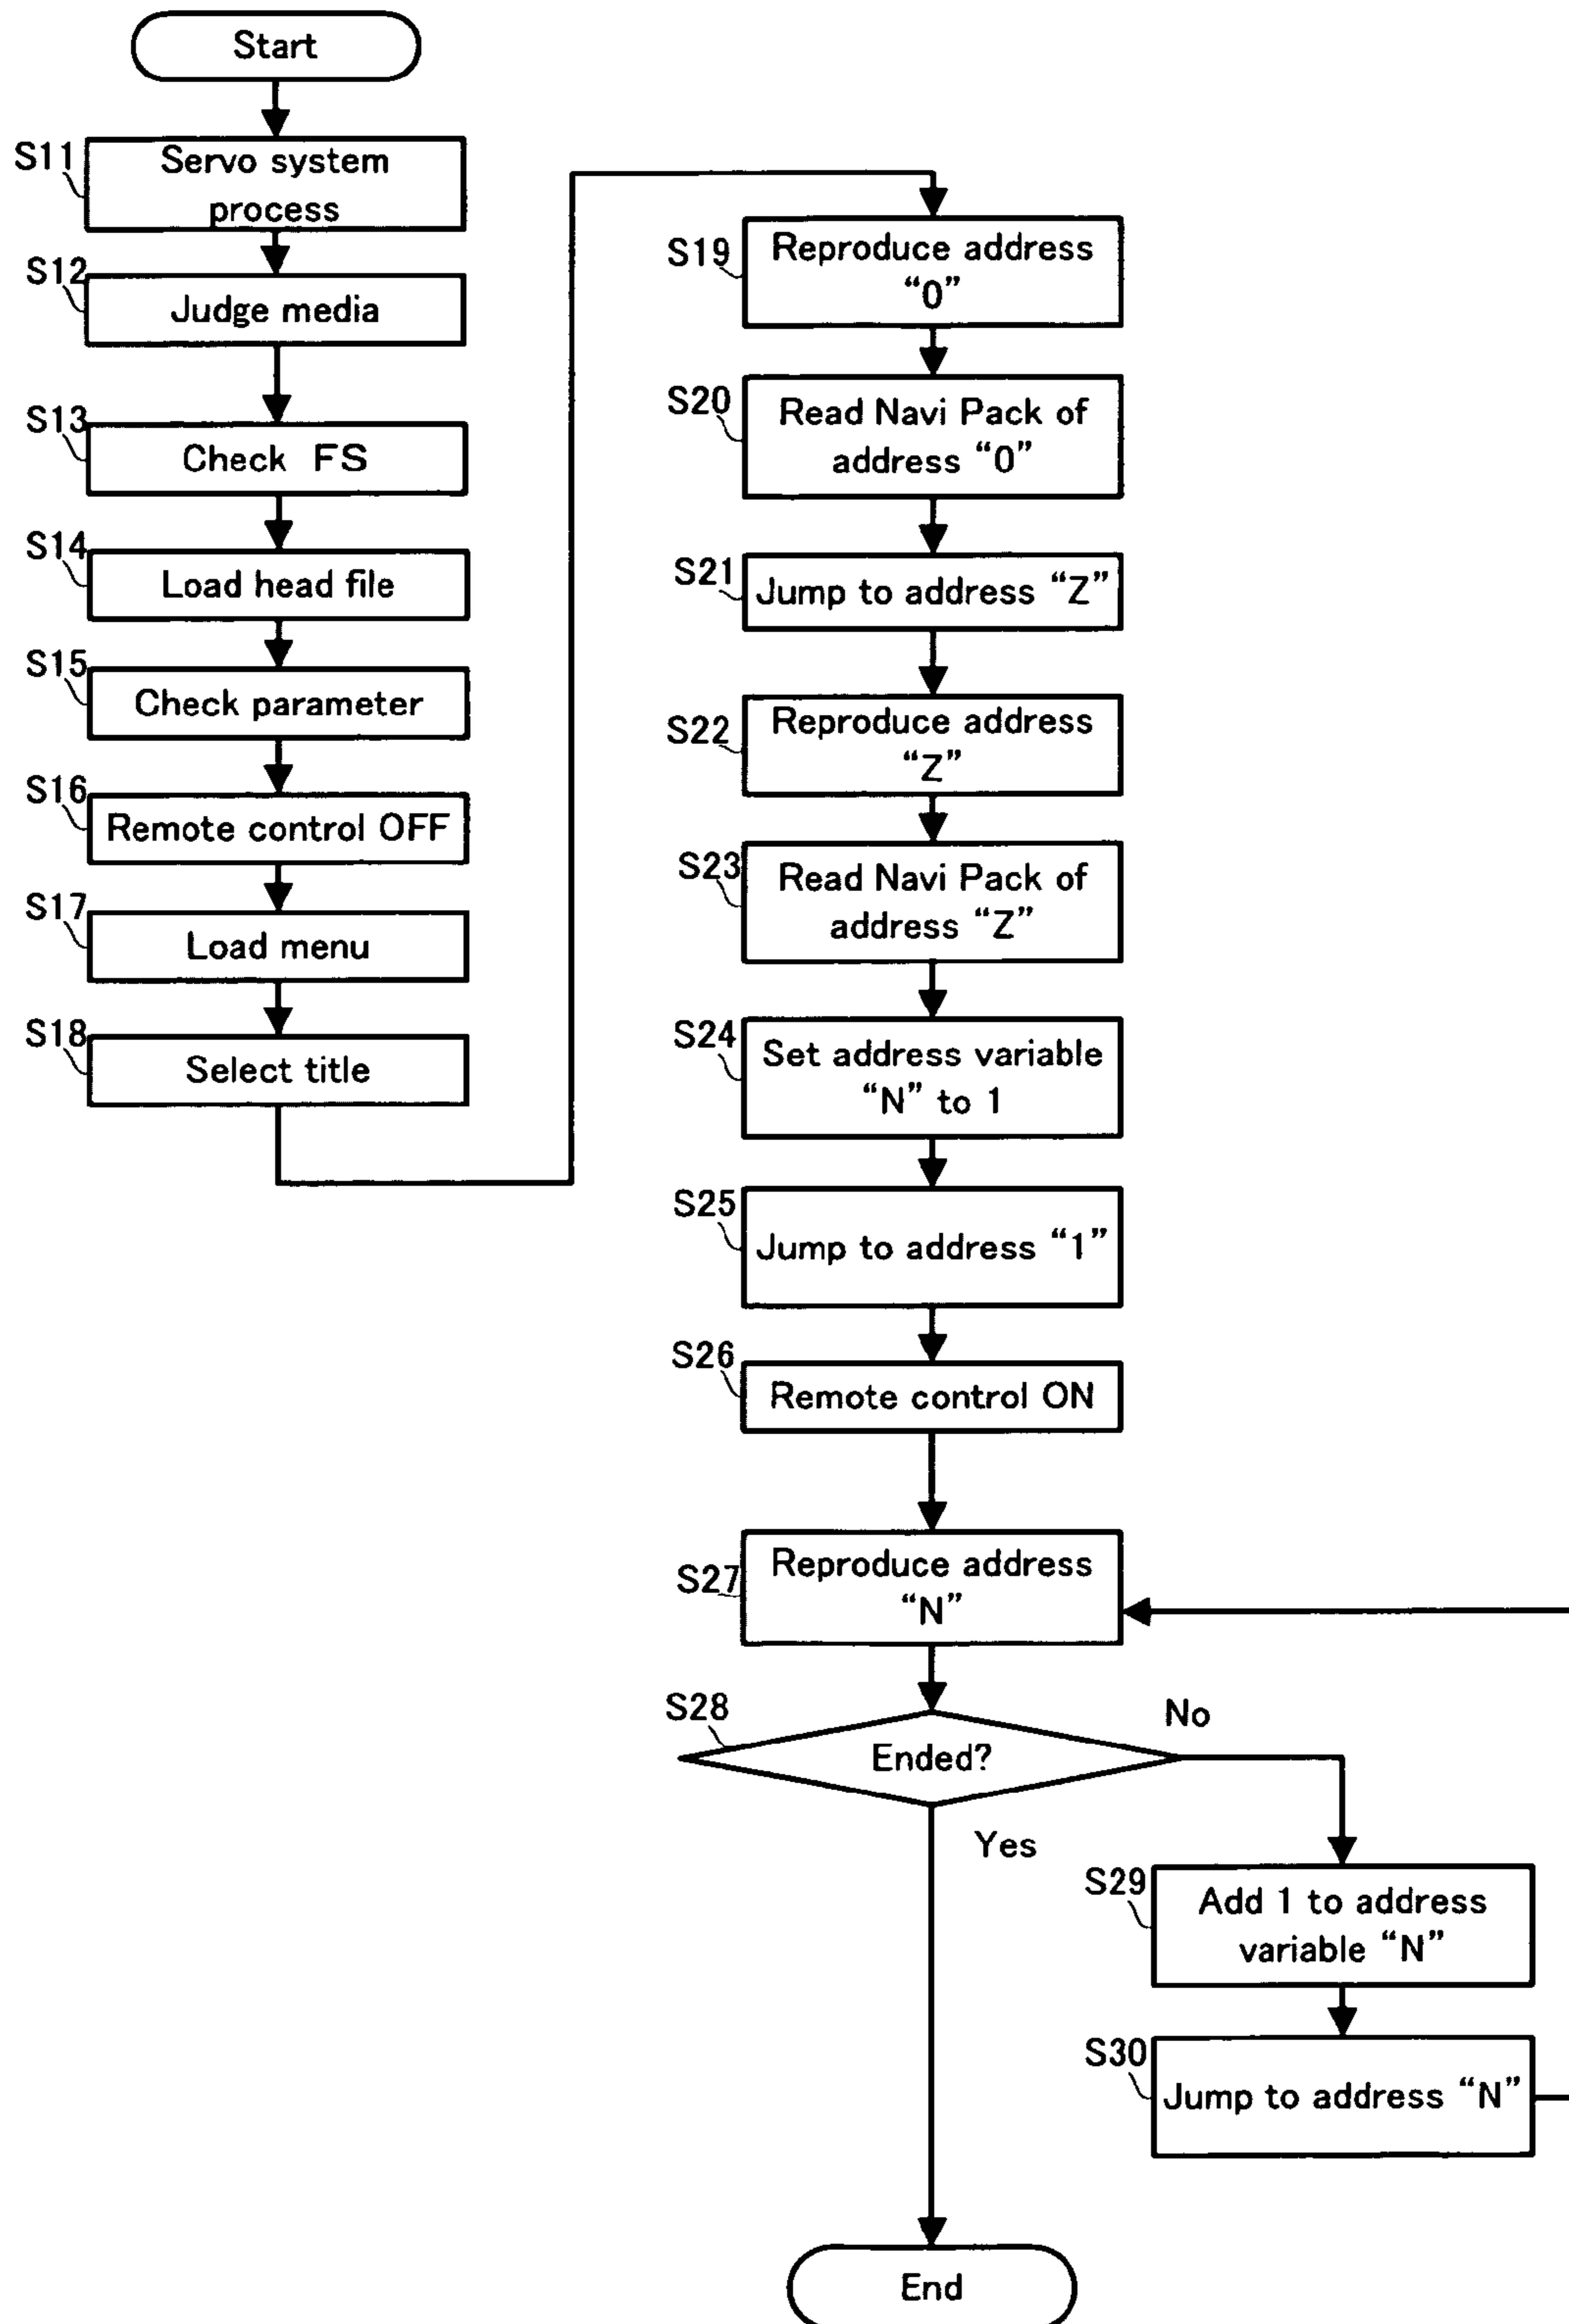 Start
S11
Servo system
process
S12
Judge media
S13
Check FS
S14
Load head file
S15
Check parameter
S16
Remote control OFF
S17
Load menu
S18
Select title
S19
Reproduce address
“0”
S20
Read Navi Pack of
address “0”
S21
Jump to address “Z”
S22
Reproduce address
“Z”
S23
Read Navi Pack of
address “Z”
S24
Set address variable
“N” to 1
S25
Jump to address “1”
S26
Remote control ON
S27
Reproduce address
“N”
S28
Ended?
No
Yes
S29
Add 1 to address
variable “N”
S30
Jump to address “N”
End